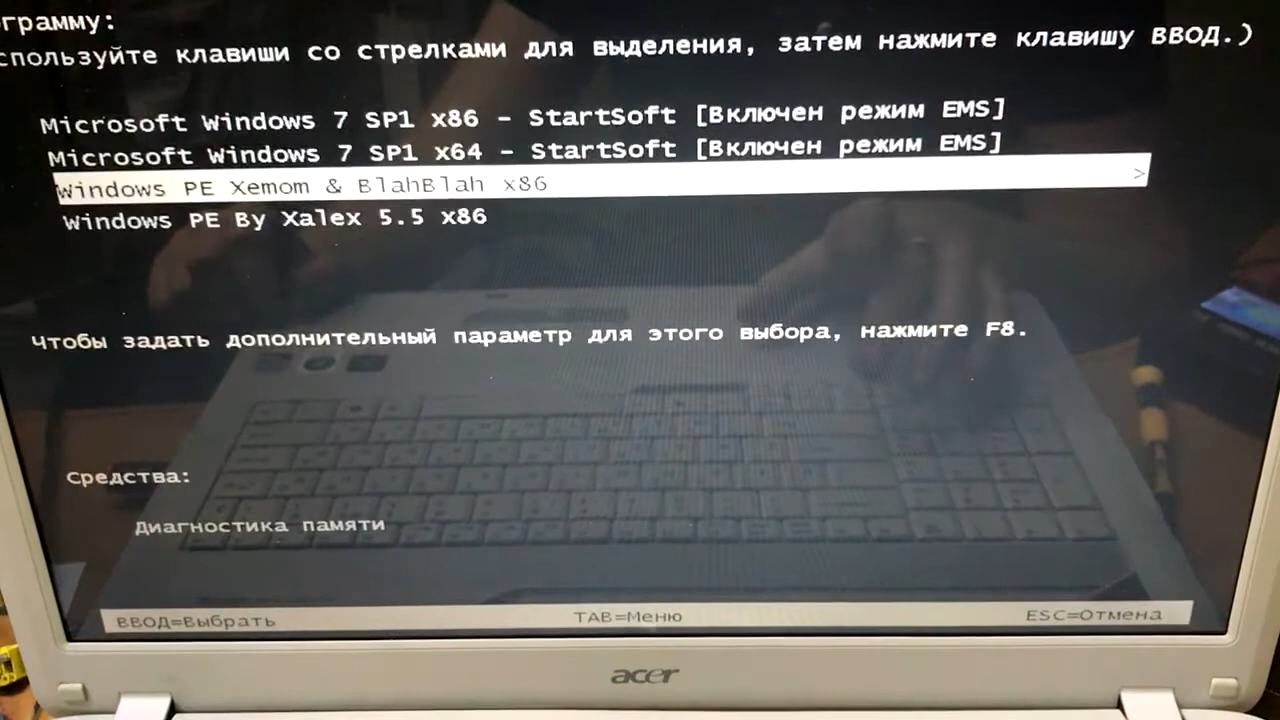 ограмму:
спользуйте клавиши со стрелками для выделения, затем нажмите клавишу ВВОД.)
Microsoft Windows 7 SP1 x86 - StartSoft [Включен режим EMS]
Microsoft Windows 7 SP1 x64 - StartSoft [Включен режим EMS]
Windows PE Xemom & BlahBlah x86 >
Windows PE By Xalex 5.5 x86
Чтобы задать дополнительный параметр для этого выбора, нажмите F8.
Средства:
Диагностика памяти
ВВОД=Выбрать TAB=Меню ESC=Отмена
acer